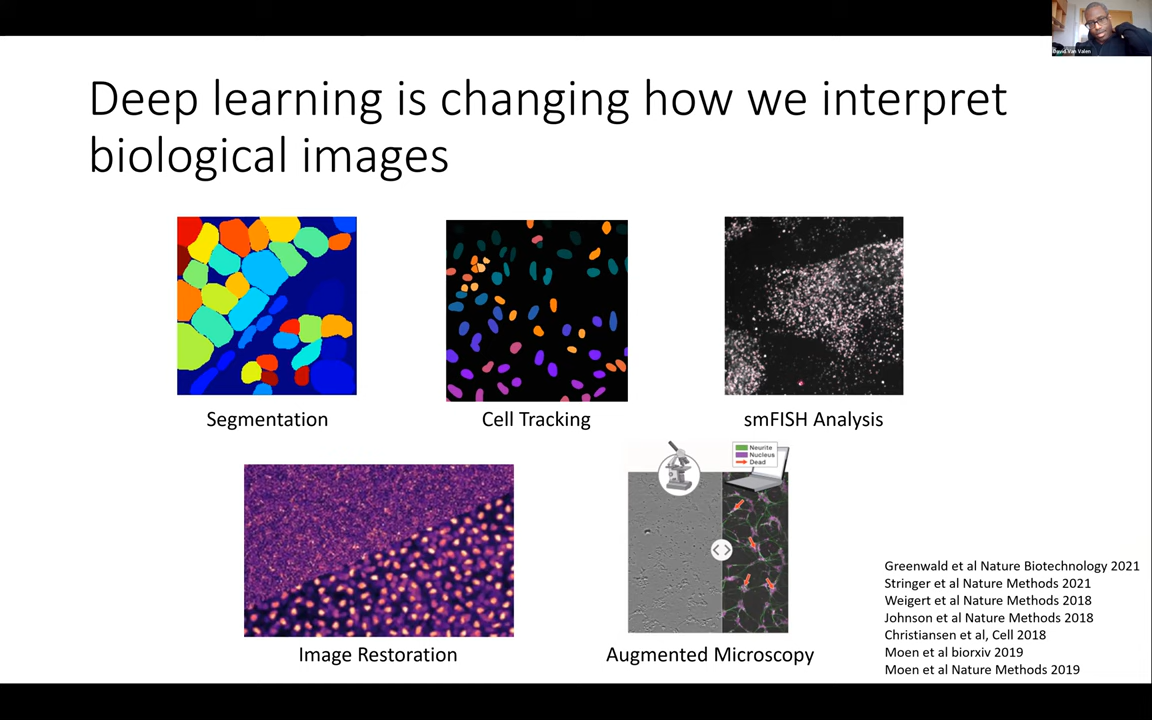 David Van Valen
Deep learning is changing how we interpret
biological images
Segmentation
Cell Tracking
smFISH Analysis
Neurite
Nucleus
Dead
Image Restoration
Augmented Microscopy
Greenwald et al Nature Biotechnology 2021
Stringer et al Nature Methods 2021
Weigert et al Nature Methods 2018
Johnson et al Nature Methods 2018
Christiansen et al, Cell 2018
Moen et al biorxiv 2019
Moen et al Nature Methods 2019